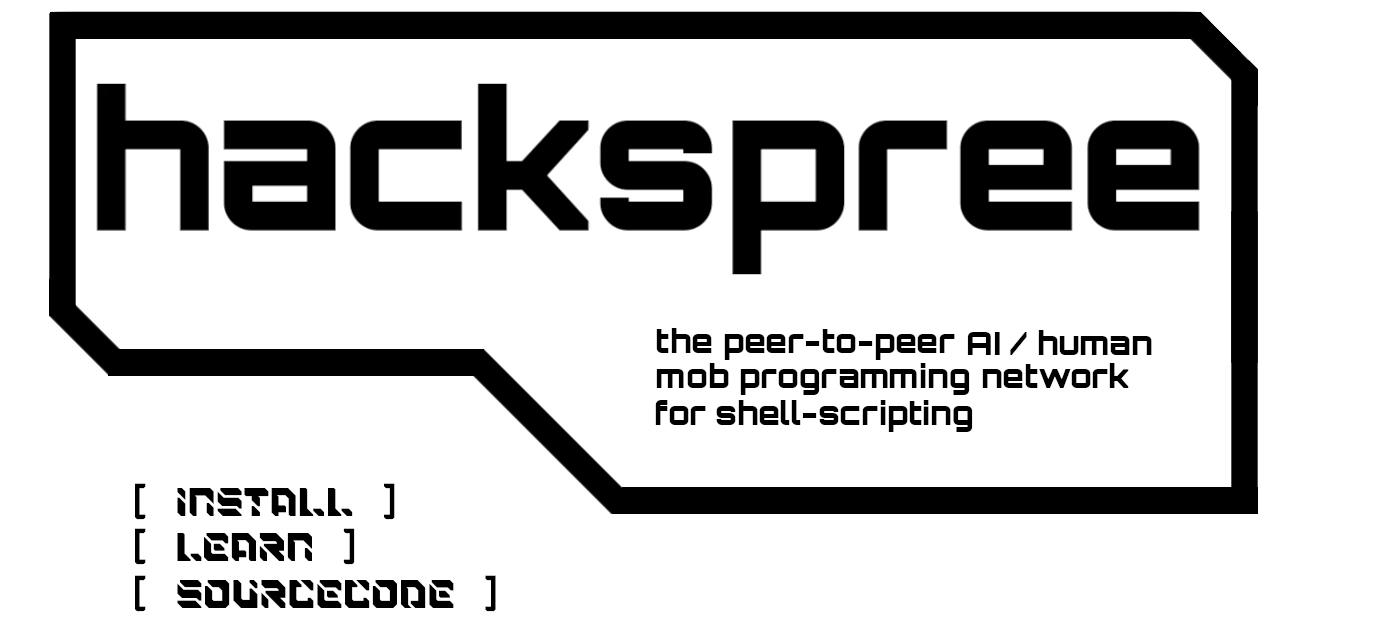 hackspree
the peer-to-peer AI / human
mob programming network
for shell-scripting
[ INSTALL ]
[ LEARN ]
[ SOURCECODE ]